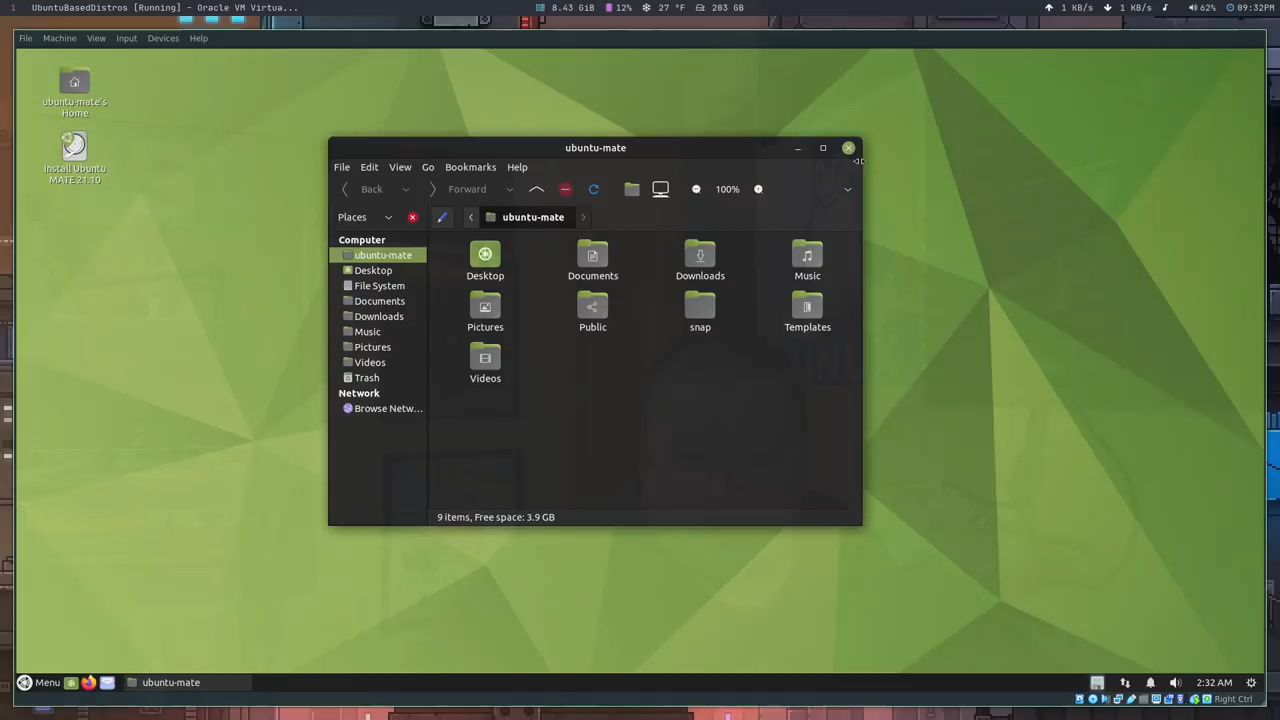 1 UbuntuBasedDistros [Running] - Oracle VM Virtua... 8.43 GiB 12% 27 °F 203 GB 1 KB/s 1 KB/s 62% 09:32PM
File Machine View Input Devices Help
ubuntu-mate's
Home
Install Ubuntu
MATE 21.10
ubuntu-mate
File Edit View Go Bookmarks Help
Back Forward 100%
Places ubuntu-mate
Computer
ubuntu-mate
Desktop
File System
Documents
Downloads
Music
Pictures
Videos
Trash
Network
Browse Netw...
Desktop Documents Downloads Music
Pictures Public snap Templates
Videos
9 items, Free space: 3.9 GB
Menu ubuntu-mate 2:32 AM
Right Ctrl